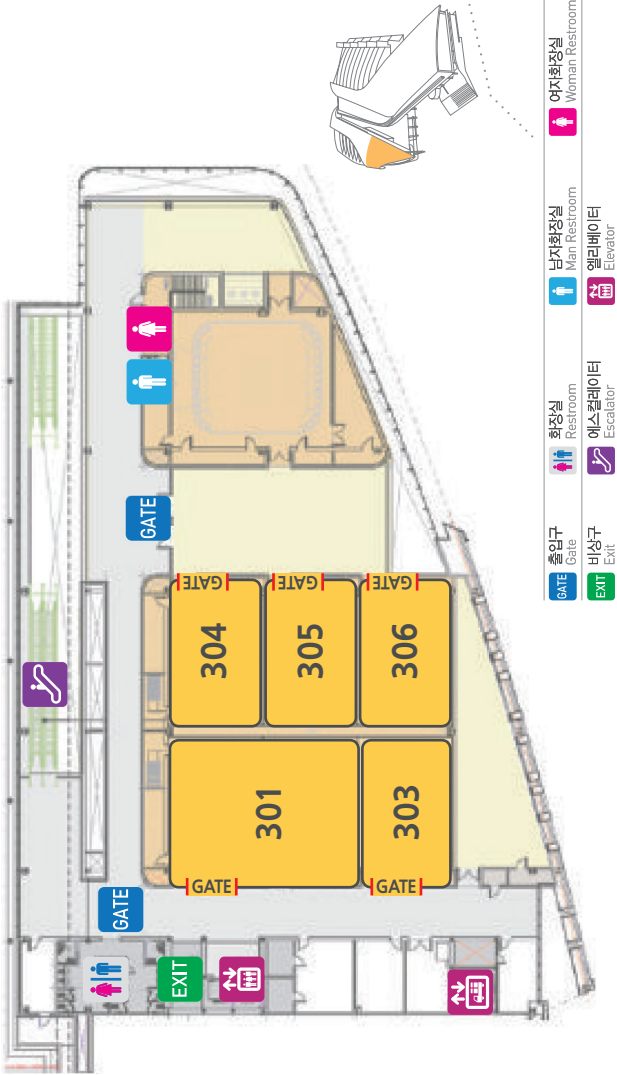 GATE
304
GATE
305
GATE
306
GATE
301
303
GATE
GATE
GATE
EXIT
GATE
출입구
Gate
화장실
Restroom
남자화장실
Man Restroom
여자화장실
Woman Restroom
EXIT
비상구
Exit
에스컬레이터
Escalator
엘리베이터
Elevator